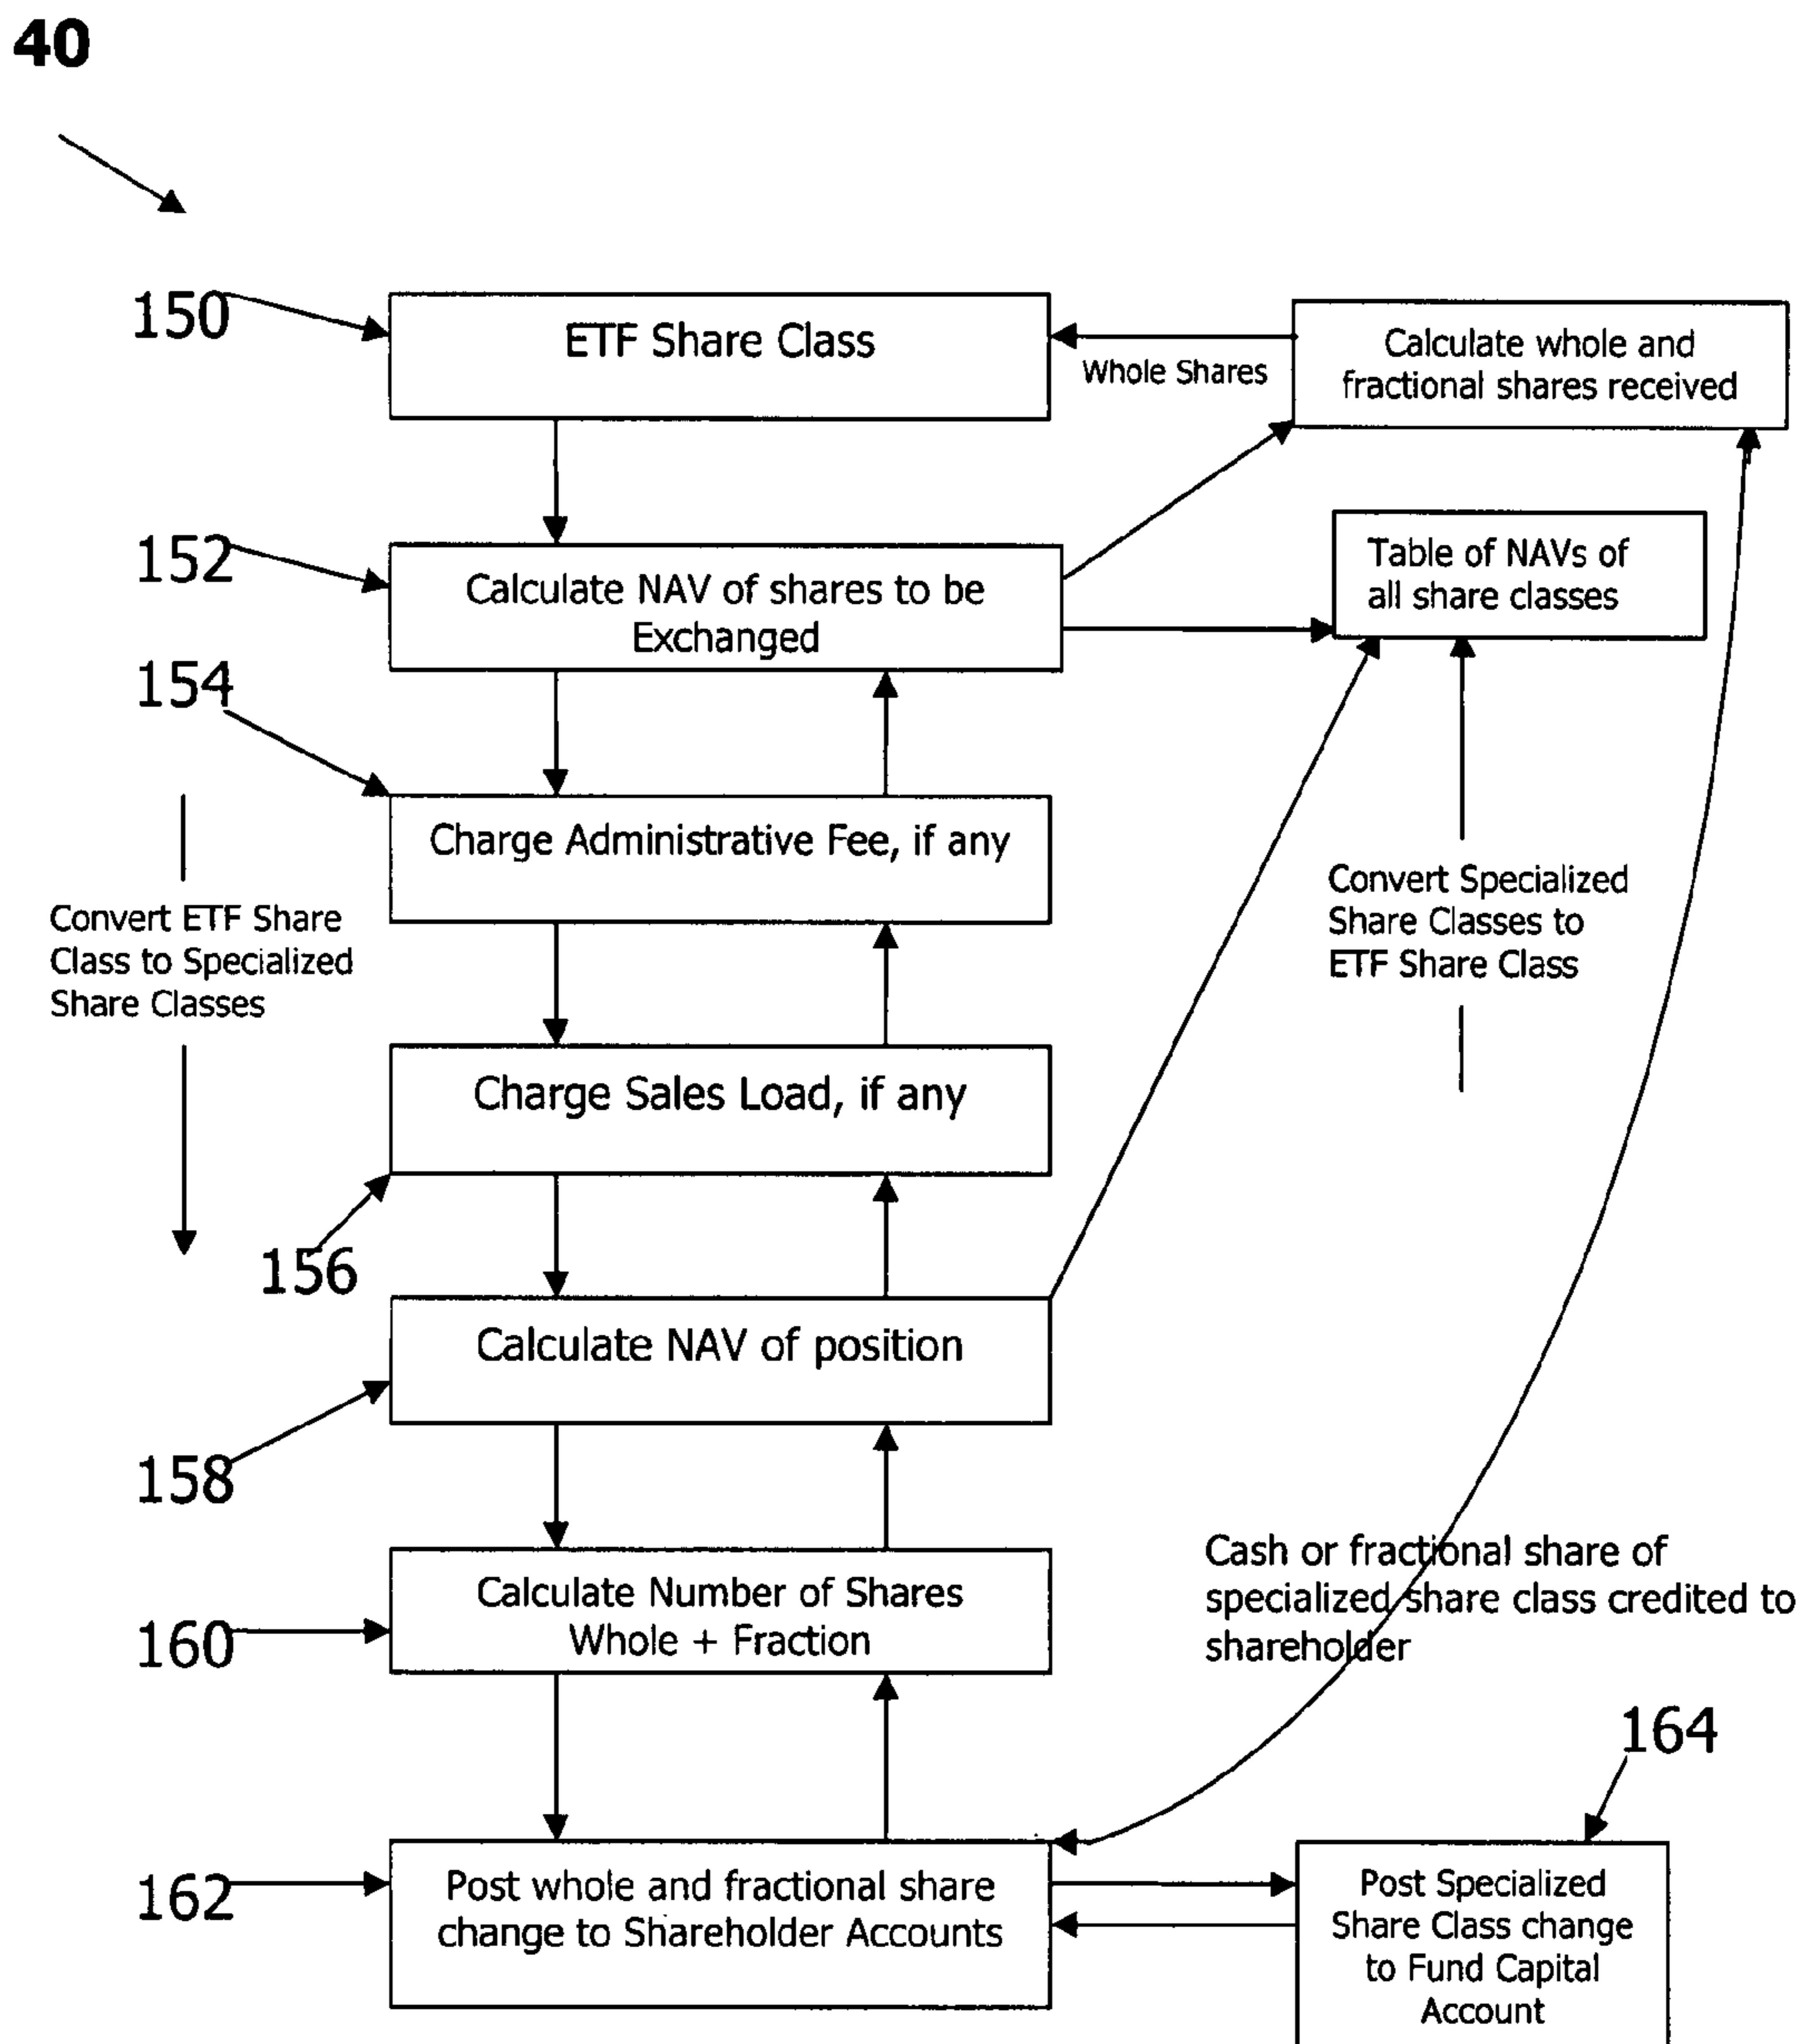 40
150
ETF Share Class
Whole Shares
Calculate whole and
fractional shares received
152
Calculate NAV of shares to be
Exchanged
Table of NAVs of
all share classes
154
Charge Administrative Fee, if any
Convert ETF Share
Class to Specialized
Share Classes
Convert Specialized
Share Classes to
ETF Share Class
Charge Sales Load, if any
156
Calculate NAV of position
158
Calculate Number of Shares
Whole + Fraction
160
Cash or fractional share of
specialized share class credited to
shareholder
164
162
Post whole and fractional share
change to Shareholder Accounts
Post Specialized
Share Class change
to Fund Capital
Account